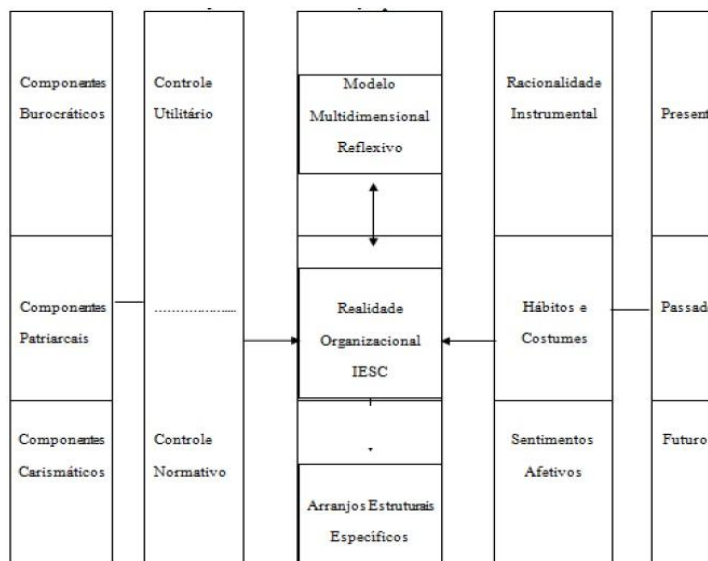 Componentes
Burocráticos
Controle
Utilitário
Modelo
Multidimensional
Reflexivo
Racionalidade
Instrumental
Present
Componentes
Patriarcais
.....................
Realidade
Organizacional
IESC
Hábitos e
Costumes
Passad
Componentes
Carismáticos
Controle
Normativo
Sentimentos
Afetivos
Futuro
Arranjos Estruturais
Específicos